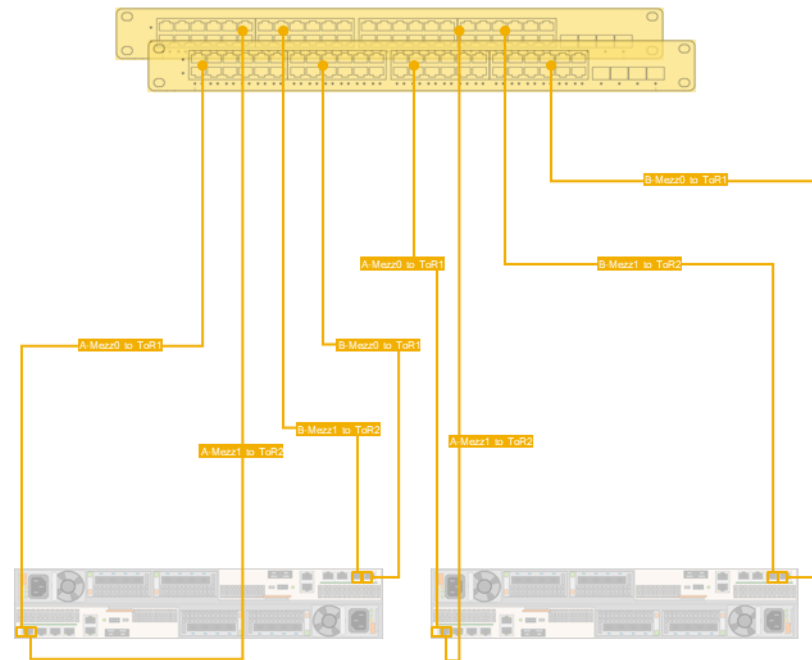 B-Mezz0 to ToR1
A-Mezz0 to ToR1
B-Mezz1 to ToR2
A-Mezz0 to ToR1
B-Mezz0 to ToR1
B-Mezz1 to ToR2
A-Mezz1 to ToR2
A-Mezz1 to ToR2